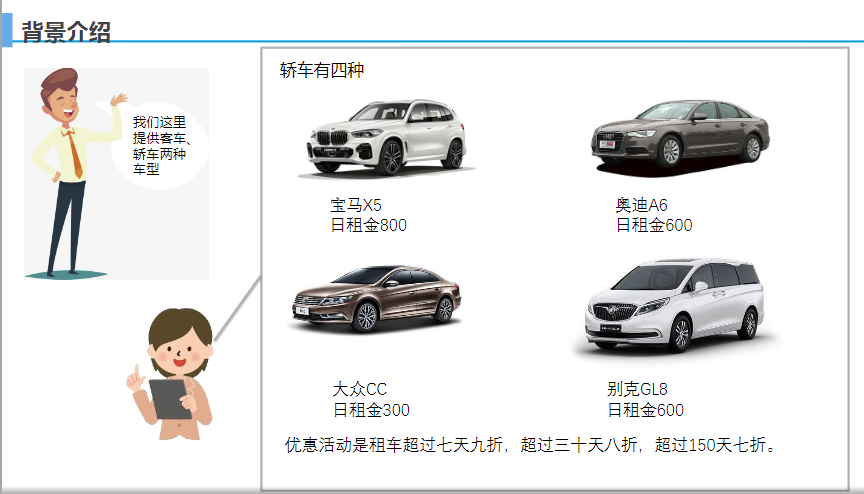 背景介绍
我们这里
提供客车、
轿车两种
车型
轿车有四种
宝马X5
日租金800
奥迪A6
日租金600
大众CC
日租金300
别克GL8
日租金600
优惠活动是租车超过七天九折，超过三十天八折，超过150天七折。